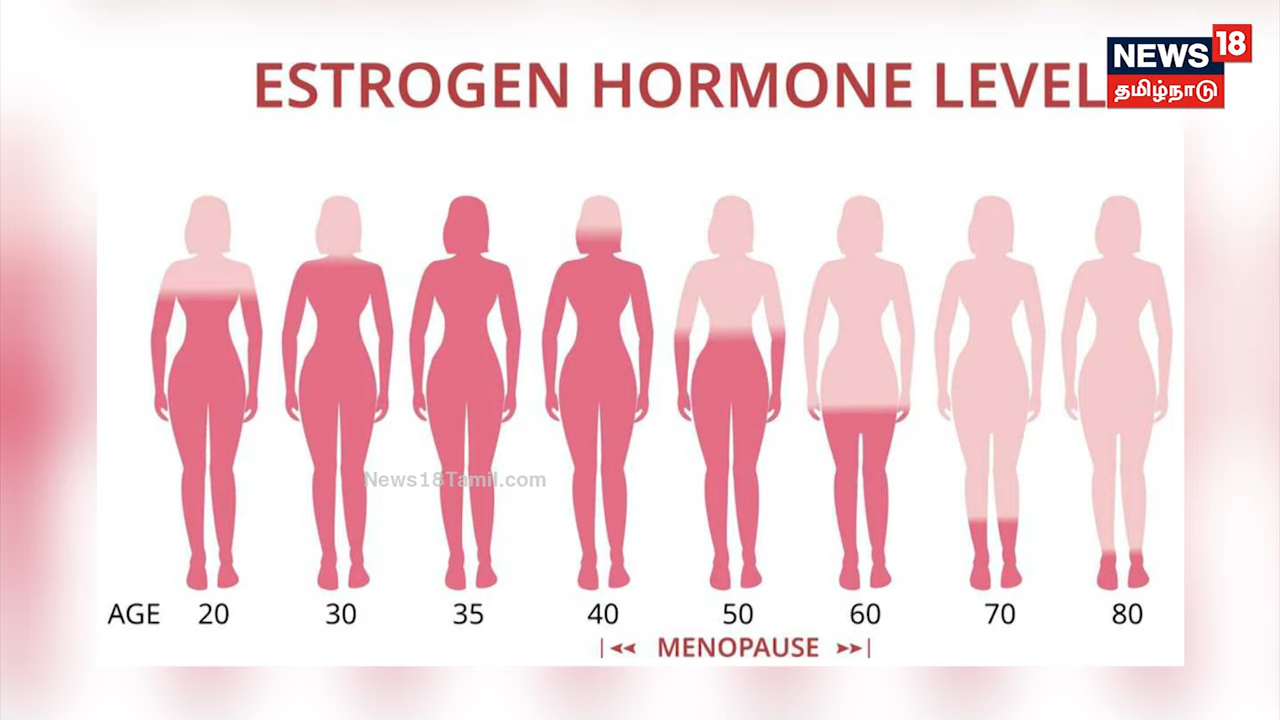 NEWS 18
தமிழ்நாடு
ESTROGEN HORMONE LEVEL
News18Tamil.com
AGE 20 30 35 40 50 60 70 80
MENOPAUSE